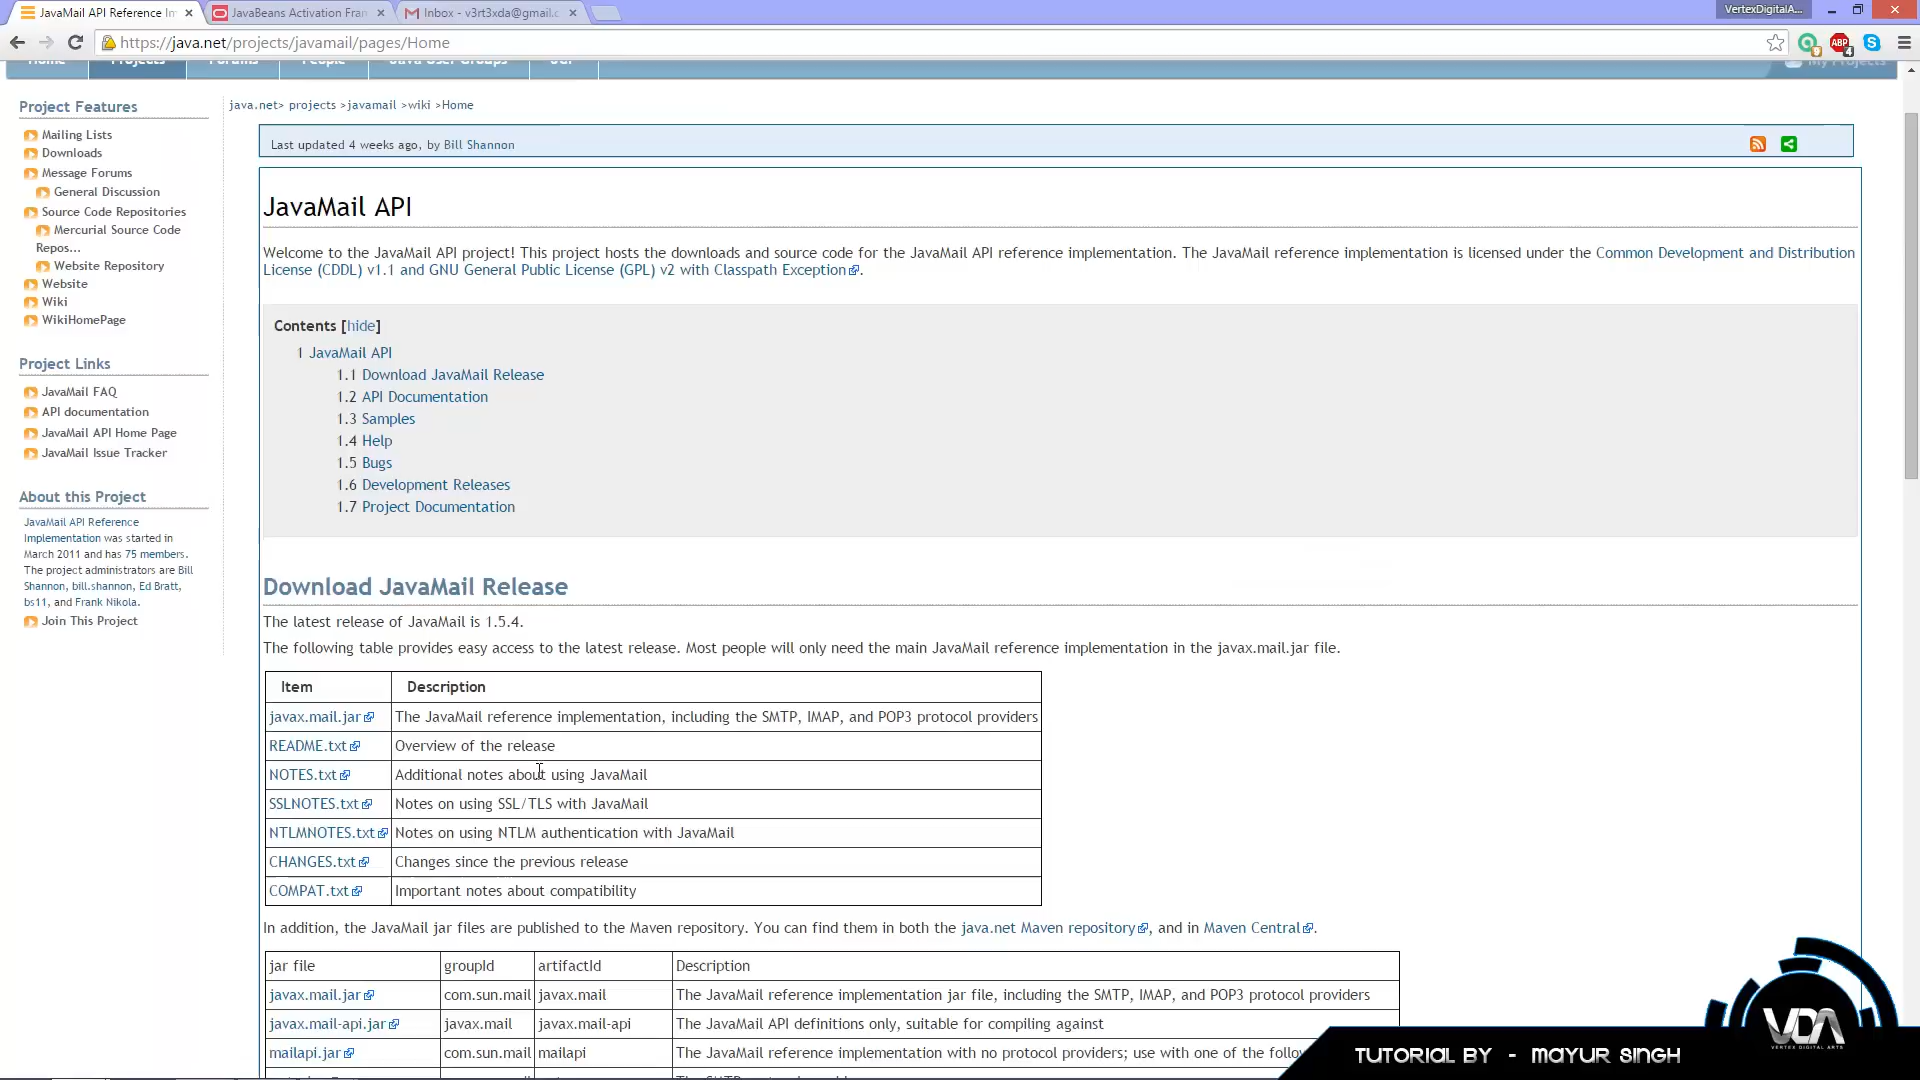 JavaMail API Reference Im
JavaBeans Activation Fran
Inbox - v3rt3xda@gmail.c
VertexDigitalA...
https://java.net/projects/javamail/pages/Home
Home
Projects
Forums
People
Java User Groups
JCP
My Projects
Project Features
Mailing Lists
Downloads
Message Forums
General Discussion
Source Code Repositories
Mercurial Source Code
Repos...
Website Repository
Website
Wiki
WikiHomePage
Project Links
JavaMail FAQ
API documentation
JavaMail API Home Page
JavaMail Issue Tracker
About this Project
JavaMail API Reference
Implementation was started in
March 2011 and has 75 members.
The project administrators are Bill
Shannon, bill.shannon, Ed Bratt,
bs11, and Frank Nikola.
Join This Project
java.net> projects >javamail >wiki >Home
Last updated 4 weeks ago, by Bill Shannon
JavaMail API
Welcome to the JavaMail API project! This project hosts the downloads and source code for the JavaMail API reference implementation. The JavaMail reference implementation is licensed under the Common Development and Distribution
License (CDDL) v1.1 and GNU General Public License (GPL) v2 with Classpath Exception.
Contents [hide]
1 JavaMail API
1.1 Download JavaMail Release
1.2 API Documentation
1.3 Samples
1.4 Help
1.5 Bugs
1.6 Development Releases
1.7 Project Documentation
Download JavaMail Release
The latest release of JavaMail is 1.5.4.
The following table provides easy access to the latest release. Most people will only need the main JavaMail reference implementation in the javax.mail.jar file.
Item Description
javax.mail.jar The JavaMail reference implementation, including the SMTP, IMAP, and POP3 protocol providers
README.txt Overview of the release
NOTES.txt Additional notes about using JavaMail
SSLNOTES.txt Notes on using SSL/TLS with JavaMail
NTLMNOTES.txt Notes on using NTLM authentication with JavaMail
CHANGES.txt Changes since the previous release
COMPAT.txt Important notes about compatibility
In addition, the JavaMail jar files are published to the Maven repository. You can find them in both the java.net Maven repository, and in Maven Central.
jar file groupId artifactId Description
javax.mail.jar com.sun.mail javax.mail The JavaMail reference implementation jar file, including the SMTP, IMAP, and POP3 protocol providers
javax.mail-api.jar javax.mail javax.mail-api The JavaMail API definitions only, suitable for compiling against
mailapi.jar com.sun.mail mailapi The JavaMail reference implementation with no protocol providers; use with one of the follow
VDA
VERTEX DIGITAL ARTS
TUTORIAL BY - MAYUR SINGH